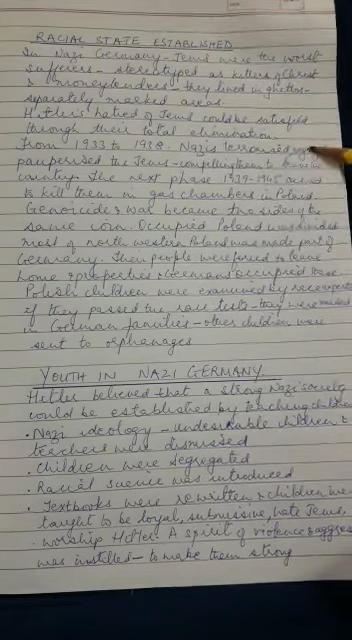 RACIAL STATE ESTABLISHED
In Nazi Germany - Jews were the worst
sufferers - stereotyped as killers of Christ
& moneylenders - they lived in ghettos -
separately marked areas.
Hitler's hatred of Jews could be satisfied
through their total elimination
From 1933 to 1938 - Nazis terrorised
pauperised the Jews - compelling them to leave
country. The next phase 1939-1945
to kill them in gas chambers in Poland.
Genocide & war became two sides of the
same coin. Occupied Poland was divided
most of north western Poland was made part of
Germany. Then people were forced to leave
home & properties & Germans occupied
Polish children were examined by
if they passed the race tests - they were
in German families - other children were
sent to orphanages
YOUTH IN NAZI GERMANY
Hitler believed that a strong Nazi society
could be established by teaching children
• Nazi ideology - undesirable children &
teachers were dismissed
• Children were segregated
• Racial science was introduced
• Textbooks were rewritten & children we
taught to be loyal, submissive, hate Jews,
• worship Hitler. A spirit of violence & aggres
was instilled - to make them strong